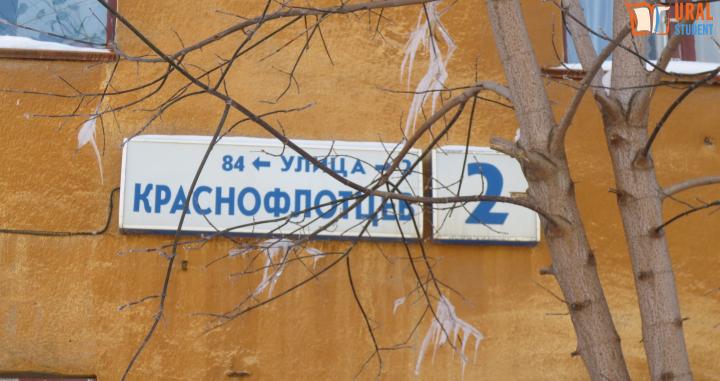 84 ← УЛИЦА
КРАСНОФЛОТЦЕВ
2
URAL
STUDENT